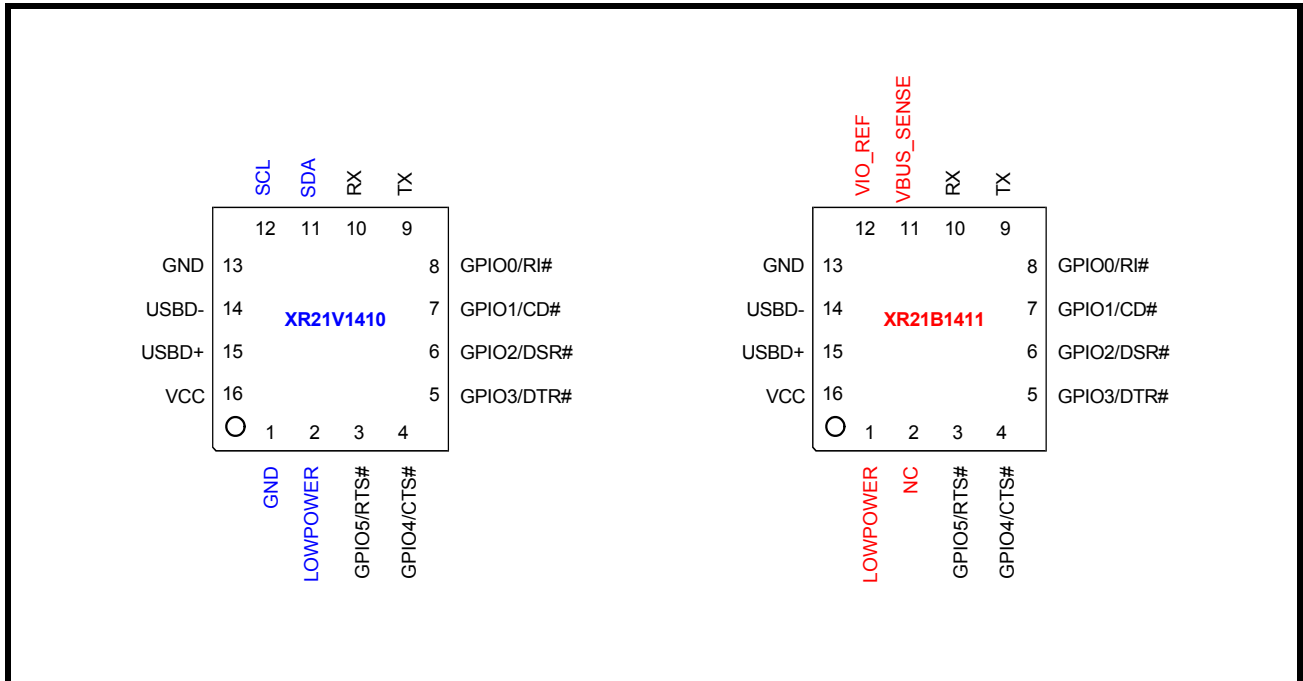 SCL SDA RX TX
12 11 10 9
GND 13 8 GPIO0/RI#
USBD- 14 XR21V1410 7 GPIO1/CD#
USBD+ 15 6 GPIO2/DSR#
VCC 16 5 GPIO3/DTR#
1 2 3 4
GND LOWPOWER GPIO5/RTS# GPIO4/CTS#
VIO_REF VBUS_SENSE RX TX
12 11 10 9
GND 13 8 GPIO0/RI#
USBD- 14 XR21B1411 7 GPIO1/CD#
USBD+ 15 6 GPIO2/DSR#
VCC 16 5 GPIO3/DTR#
1 2 3 4
LOWPOWER NC GPIO5/RTS# GPIO4/CTS#